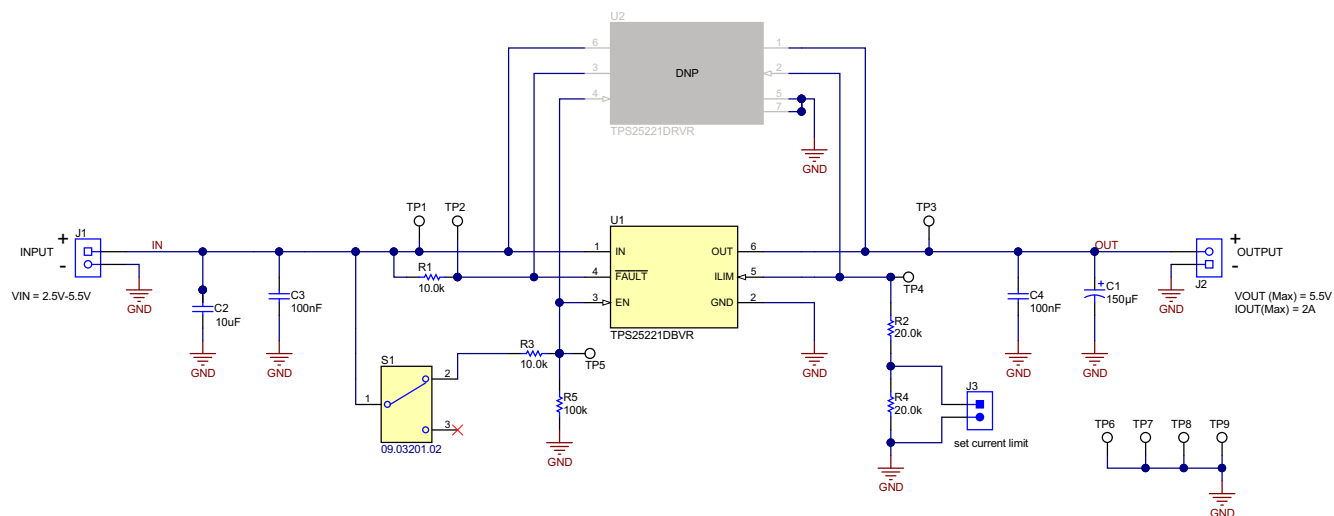 U2
6
3
4
DNP
1
2
5
7
TPS25221DRVR
GND
TP1
TP2
TP3
J1
+
INPUT
-
IN
VIN = 2.5V-5.5V
GND
C2
10uF
GND
C3
100nF
GND
R1
10.0k
U1
1
IN
4
FAULT
3
EN
OUT
6
ILIM
5
GND
2
TPS25221DBVR
GND
TP4
R2
20.0k
R4
20.0k
GND
J3
set current limit
S1
1
2
3
09.03201.02
R3
10.0k
TP5
R5
100k
GND
C4
100nF
GND
OUT
+
C1
150µF
GND
+
OUTPUT
-
J2
GND
VOUT (Max) = 5.5V
IOUT(Max) = 2A
TP6
TP7
TP8
TP9
GND